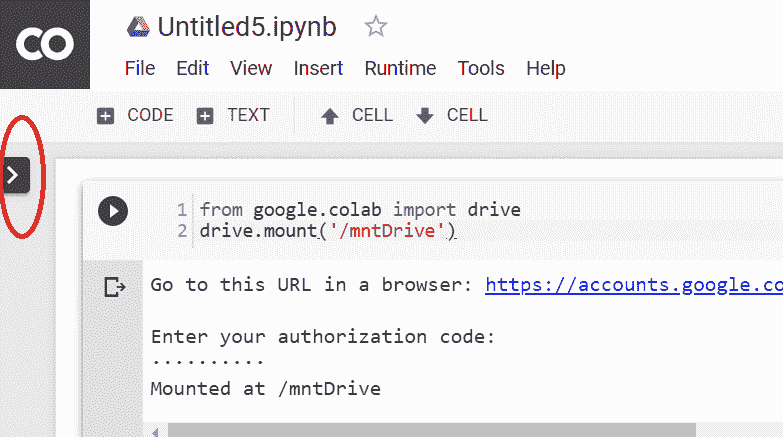 CO
Untitled5.ipynb
File Edit View Insert Runtime Tools Help
CODE TEXT CELL CELL
1 from google.colab import drive
2 drive.mount('/mntDrive')
Go to this URL in a browser: https://accounts.google.co
Enter your authorization code:
··········
Mounted at /mntDrive